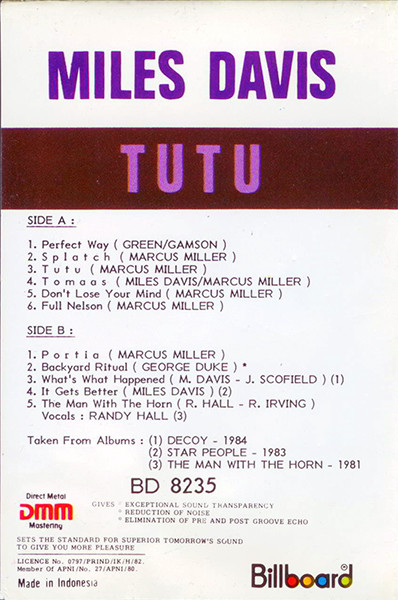 MILES DAVIS
TUTU
SIDE A :
1. Perfect Way ( GREEN/GAMSON )
2. S p l a t c h ( MARCUS MILLER )
3. T u t u ( MARCUS MILLER )
4. T o m a a s ( MILES DAVIS/MARCUS MILLER )
5. Don't Lose Your Mind ( MARCUS MILLER )
6. Full Nelson ( MARCUS MILLER )
SIDE B :
1. P o r t i a ( MARCUS MILLER )
2. Backyard Ritual ( GEORGE DUKE ) *
3. What's What Happened ( M. DAVIS - J. SCOFIELD ) (1)
4. It Gets Better ( MILES DAVIS ) (2)
5. The Man With The Horn ( R. HALL - R. IRVING )
Vocals : RANDY HALL (3)
Taken From Albums : (1) DECOY - 1984
(2) STAR PEOPLE - 1983
(3) THE MAN WITH THE HORN - 1981
BD 8235
Direct Metal
DMM
Mastering
GIVES * EXCEPTIONAL SOUND TRANSPARENCY
* REDUCTION OF NOISE
* ELIMINATION OF PRE AND POST GROOVE ECHO
SETS THE STANDARD FOR SUPERIOR TOMORROW'S SOUND
TO GIVE YOU MORE PLEASURE
LICENCE No. 0797/PRIND/IK/H/82.
Member Of APNI/No. 27/APNI/80.
Made in Indonesia
Billboard®